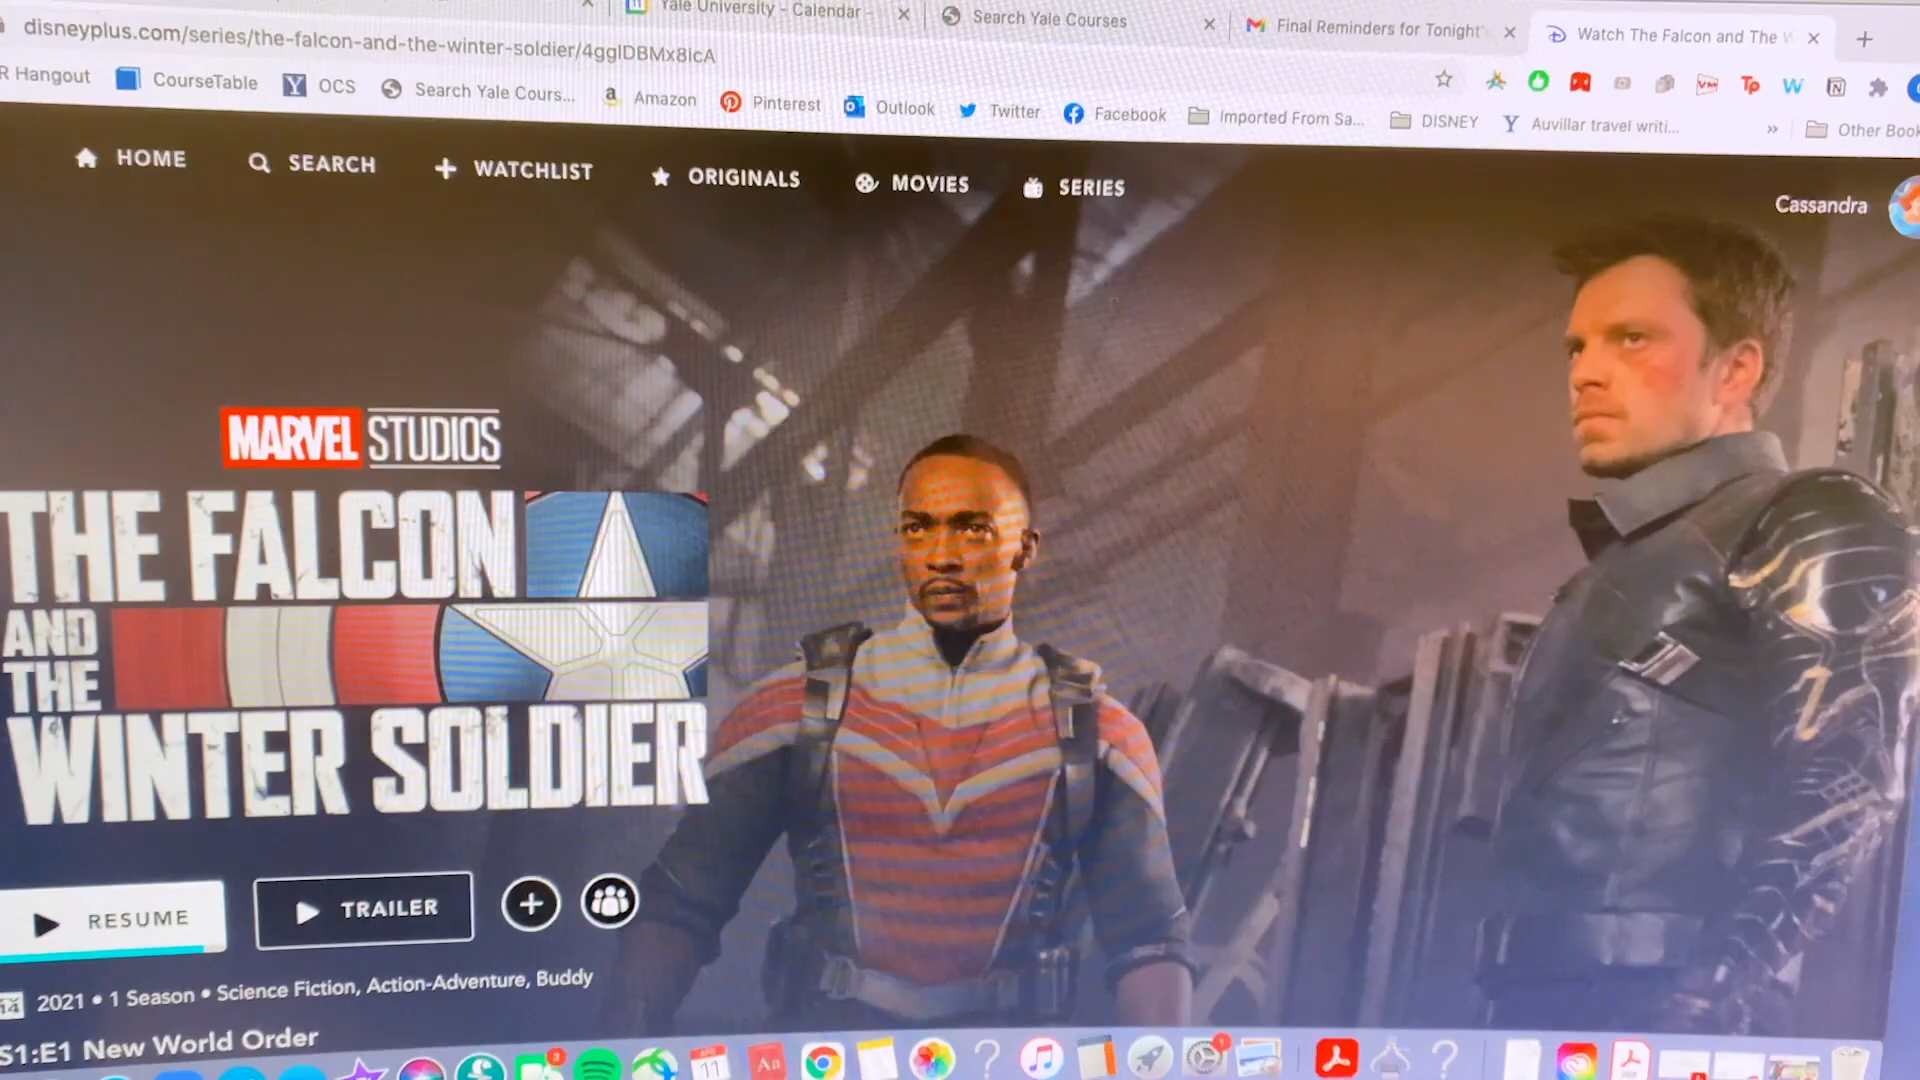 Yale University - Calendar -
Search Yale Courses
Final Reminders for Tonight'
Watch The Falcon and The W
disneyplus.com/series/the-falcon-and-the-winter-soldier/4gglDBMx8icA
R Hangout
CourseTable
OCS
Search Yale Cours...
Amazon
Pinterest
Outlook
Twitter
Facebook
Imported From Sa...
DISNEY
Auvillar travel writi...
Other Book
HOME
SEARCH
WATCHLIST
ORIGINALS
MOVIES
SERIES
Cassandra
MARVEL STUDIOS
THE FALCON
AND
THE
WINTER SOLDIER
RESUME
TRAILER
2021 • 1 Season • Science Fiction, Action-Adventure, Buddy
S1:E1 New World Order
11
Aa